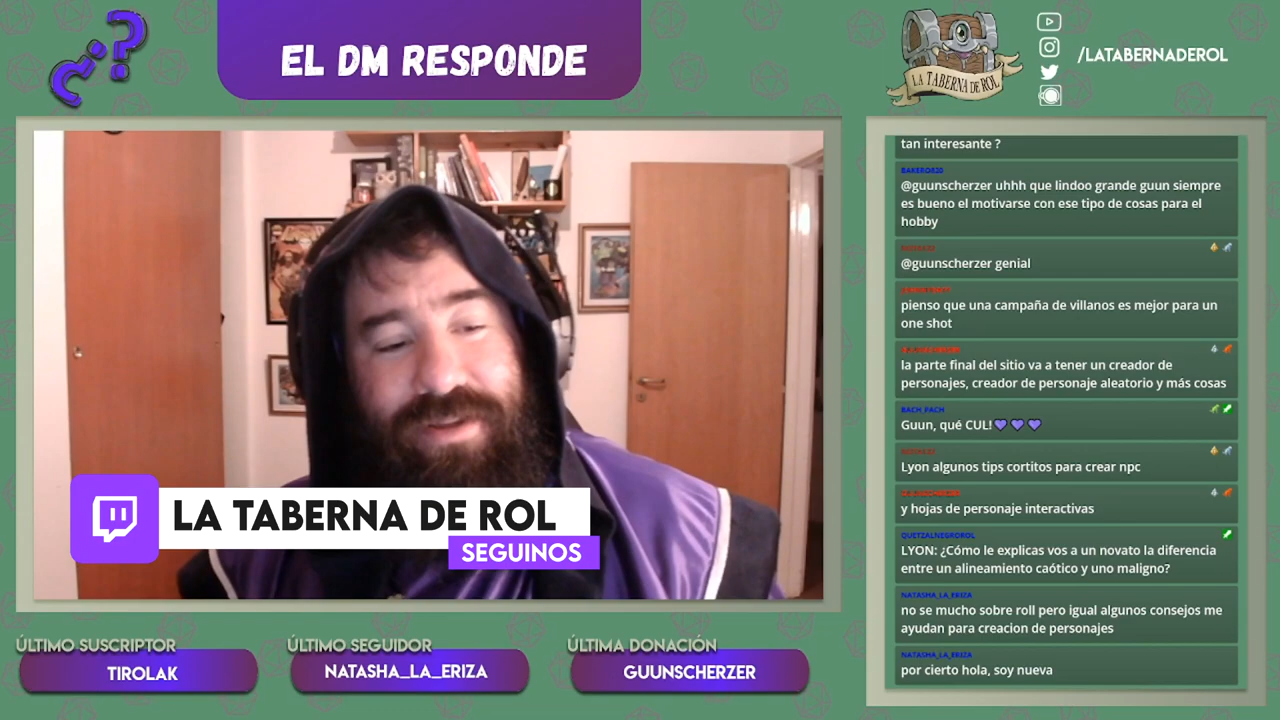 ¿?
EL DM RESPONDE
LA TABERNA DE ROL
/LATABERNADEROL
tan interesante ?
BAKEROB20
@guunscherzer uhhh que lindoo grande guun siempre
es bueno el motivarse con ese tipo de cosas para el
hobby
@guunscherzer genial
pienso que una campaña de villanos es mejor para un
one shot
la parte final del sitio va a tener un creador de
personajes, creador de personaje aleatorio y más cosas
BACH_PACH
Guun, qué CUL!💜💜💜
Lyon algunos tips cortitos para crear npc
y hojas de personaje interactivas
QUETZALNEGROROL
LYON: ¿Cómo le explicas vos a un novato la diferencia
entre un alineamiento caótico y uno maligno?
NATASHA_LA_ERIZA
no se mucho sobre roll pero igual algunos consejos me
ayudan para creacion de personajes
NATASHA_LA_ERIZA
por cierto hola, soy nueva
LA TABERNA DE ROL
SEGUINOS
ÚLTIMO SUSCRIPTOR
TIROLAK
ÚLTIMO SEGUIDOR
NATASHA_LA_ERIZA
ÚLTIMA DONACIÓN
GUUNSCHERZER